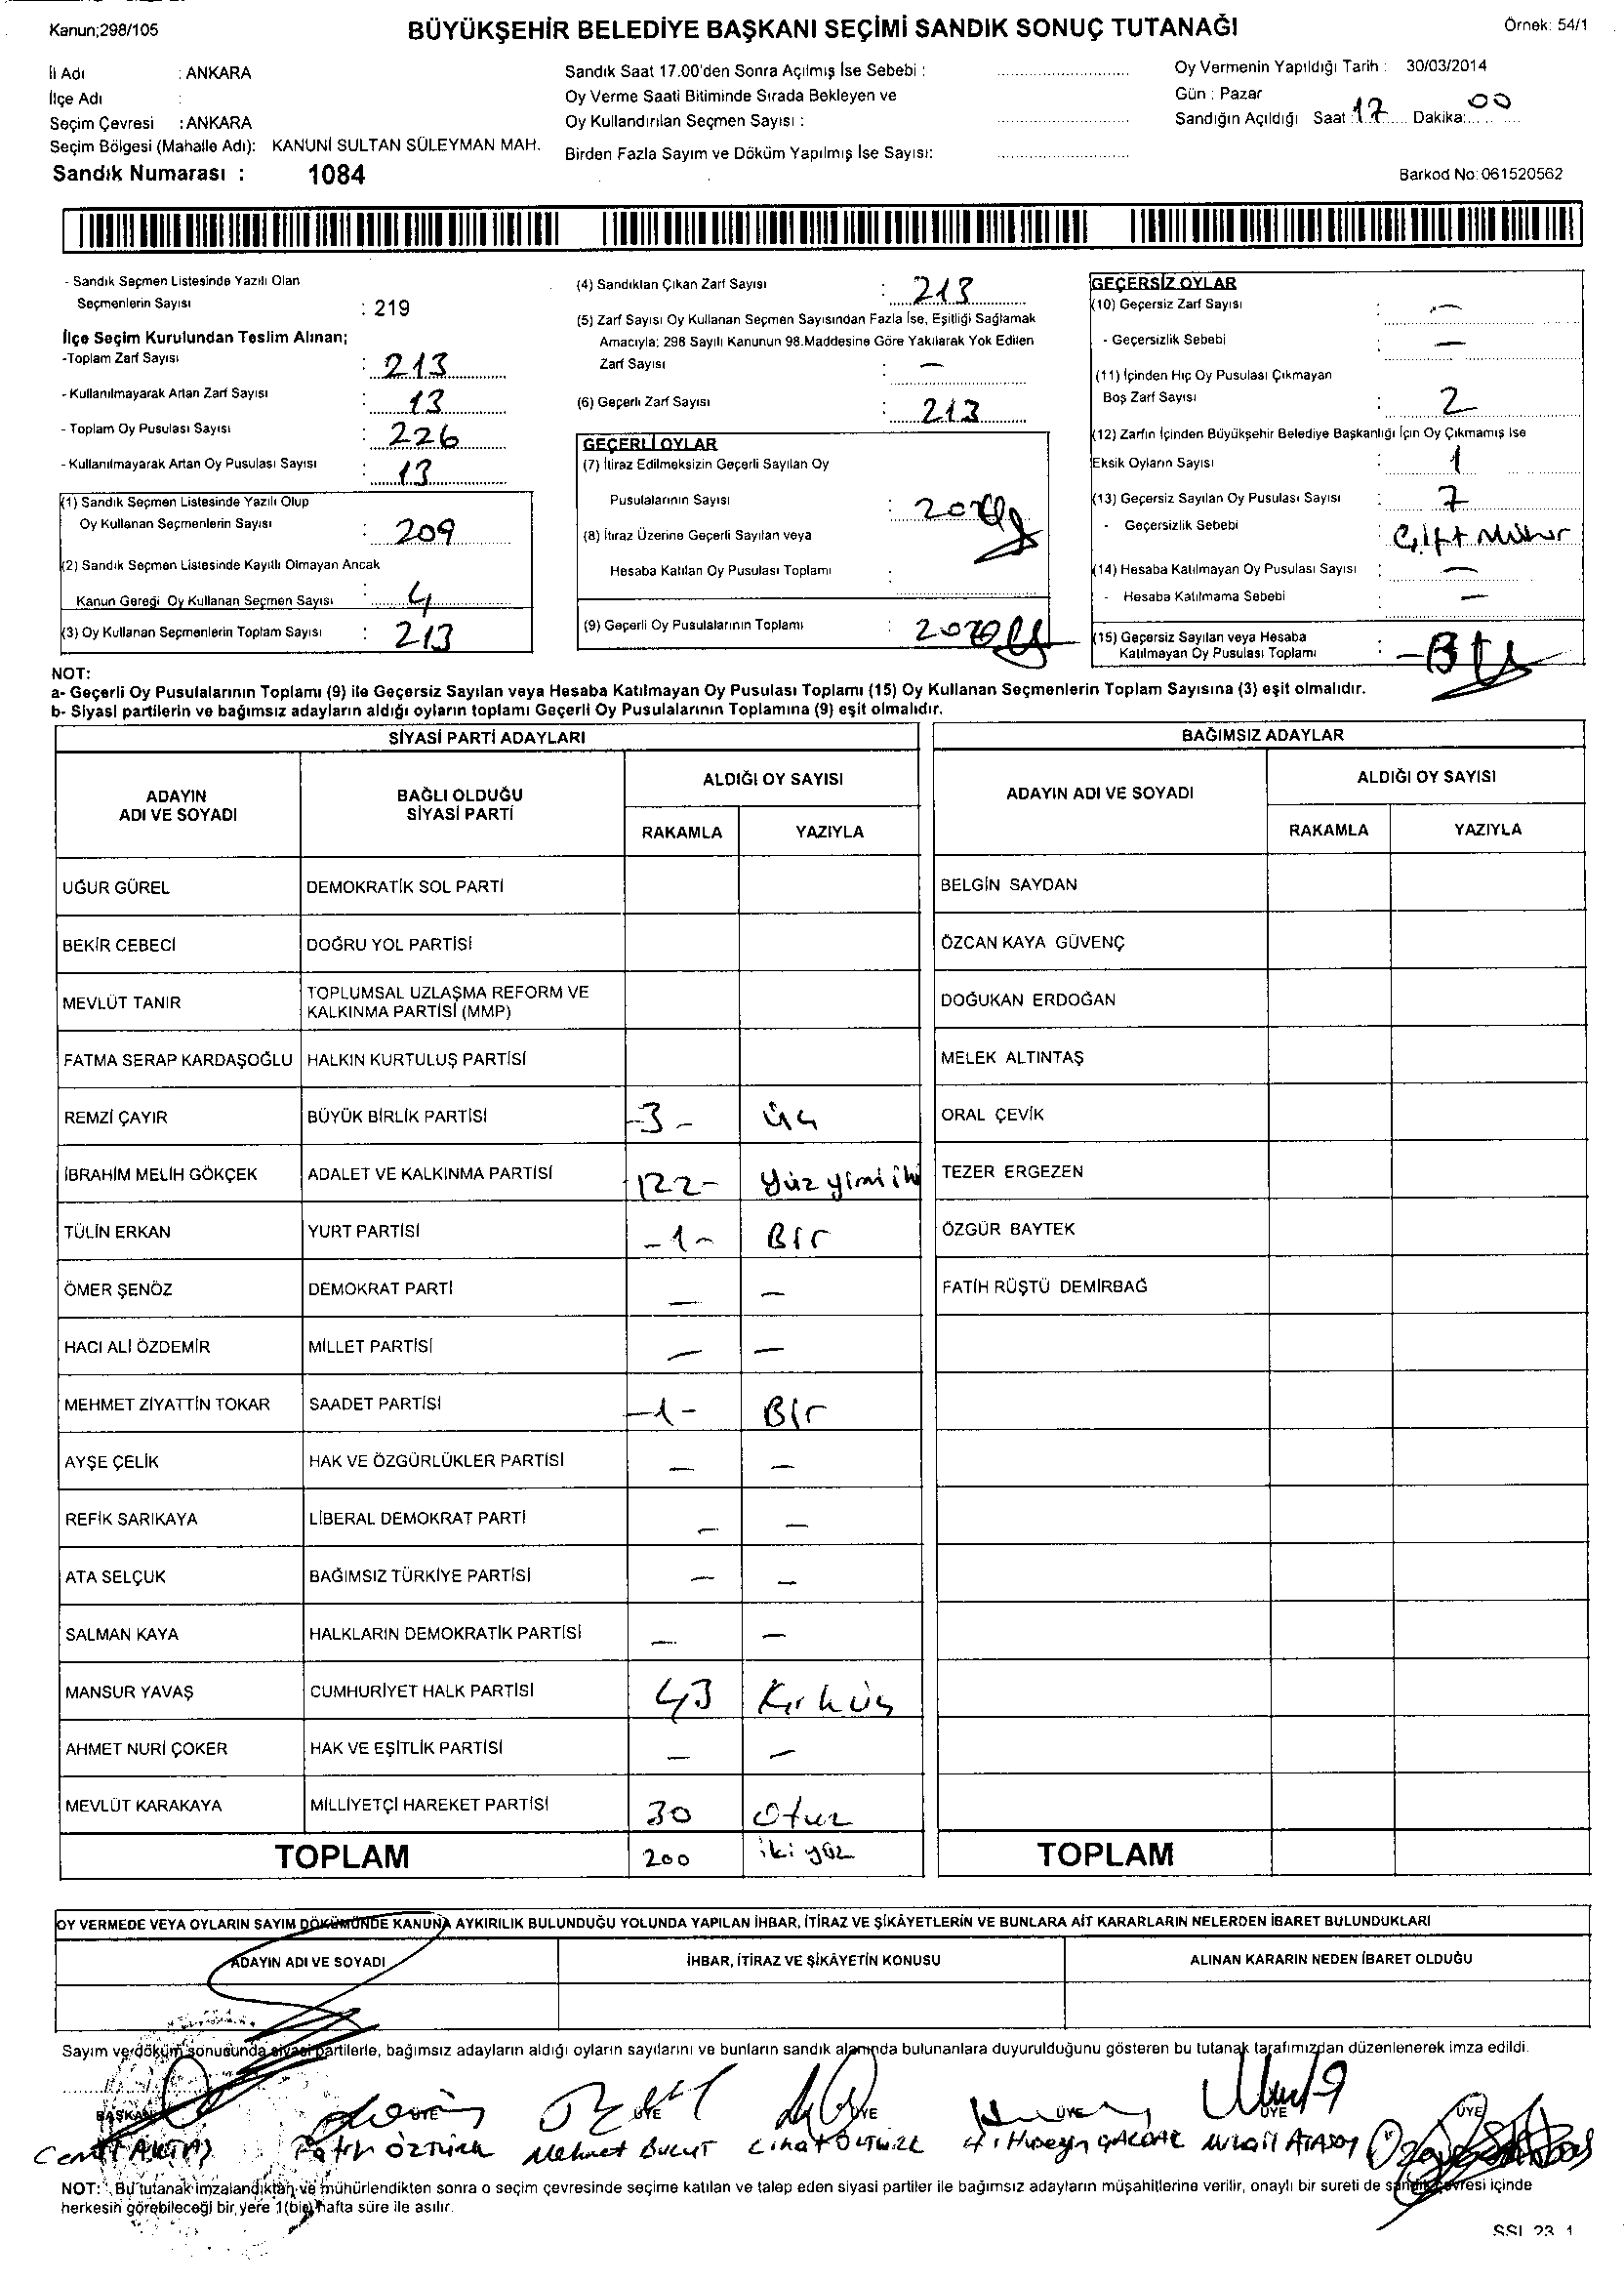 Kanun;298/105
BÜYÜKŞEHİR BELEDİYE BAŞKANI SEÇİMİ SANDIK SONUÇ TUTANAĞI
Örnek: 54/1
İl Adı : ANKARA
İlçe Adı :
Seçim Çevresi : ANKARA
Seçim Bölgesi (Mahalle Adı): KANUNİ SULTAN SÜLEYMAN MAH.
Sandık Numarası : 1084
Sandık Saat 17.00'den Sonra Açılmış İse Sebebi :
Oy Verme Saati Bitiminde Sırada Bekleyen ve
Oy Kullandırılan Seçmen Sayısı :
Birden Fazla Sayım ve Döküm Yapılmış İse Sayısı:
Oy Vermenin Yapıldığı Tarih : 30/03/2014
Gün : Pazar
Sandığın Açıldığı Saat : 17 Dakika: 00
Barkod No: 061520562
- Sandık Seçmen Listesinde Yazılı Olan
Seçmenlerin Sayısı : 219
İlçe Seçim Kurulundan Teslim Alınan;
-Toplam Zarf Sayısı : 213
- Kullanılmayarak Artan Zarf Sayısı : 13
- Toplam Oy Pusulası Sayısı : 226
- Kullanılmayarak Artan Oy Pusulası Sayısı : 13
(1) Sandık Seçmen Listesinde Yazılı Olup
Oy Kullanan Seçmenlerin Sayısı : 209
(2) Sandık Seçmen Listesinde Kayıtlı Olmayan Ancak
Kanun Gereği Oy Kullanan Seçmen Sayısı : 4
(3) Oy Kullanan Seçmenlerin Toplam Sayısı : 213
(4) Sandıktan Çıkan Zarf Sayısı : 213
(5) Zarf Sayısı Oy Kullanan Seçmen Sayısından Fazla İse, Eşitliği Sağlamak
Amacıyla; 298 Sayılı Kanunun 98.Maddesine Göre Yakılarak Yok Edilen
Zarf Sayısı : —
(6) Geçerli Zarf Sayısı : 213
GEÇERLİ OYLAR
(7) İtiraz Edilmeksizin Geçerli Sayılan Oy
Pusulalarının Sayısı :
(8) İtiraz Üzerine Geçerli Sayılan veya
Hesaba Katılan Oy Pusulası Toplamı :
(9) Geçerli Oy Pusulalarının Toplamı :
GEÇERSİZ OYLAR
(10) Geçersiz Zarf Sayısı : —
- Geçersizlik Sebebi : —
(11) İçinden Hiç Oy Pusulası Çıkmayan
Boş Zarf Sayısı : 2
(12) Zarfın İçinden Büyükşehir Belediye Başkanlığı İçin Oy Çıkmamış İse
Eksik Oyların Sayısı : 1
(13) Geçersiz Sayılan Oy Pusulası Sayısı : 7
- Geçersizlik Sebebi : Çift Mühür
(14) Hesaba Katılmayan Oy Pusulası Sayısı : —
- Hesaba Katılmama Sebebi : —
(15) Geçersiz Sayılan veya Hesaba
Katılmayan Oy Pusulası Toplamı :
NOT:
a- Geçerli Oy Pusulalarının Toplamı (9) ile Geçersiz Sayılan veya Hesaba Katılmayan Oy Pusulası Toplamı (15) Oy Kullanan Seçmenlerin Toplam Sayısına (3) eşit olmalıdır.
b- Siyasi partilerin ve bağımsız adayların aldığı oyların toplamı Geçerli Oy Pusulalarının Toplamına (9) eşit olmalıdır.
SİYASİ PARTİ ADAYLARI
ADAYIN ADI VE SOYADI
BAĞLI OLDUĞU SİYASİ PARTİ
ALDIĞI OY SAYISI
RAKAMLA YAZIYLA
UĞUR GÜREL DEMOKRATİK SOL PARTİ
BEKİR CEBECİ DOĞRU YOL PARTİSİ
MEVLÜT TANIR TOPLUMSAL UZLAŞMA REFORM VE
KALKINMA PARTİSİ (MMP)
FATMA SERAP KARDAŞOĞLU HALKIN KURTULUŞ PARTİSİ
REMZİ ÇAYIR BÜYÜK BİRLİK PARTİSİ -3- üç
İBRAHİM MELİH GÖKÇEK ADALET VE KALKINMA PARTİSİ -122- Yüz yimi iki
TÜLİN ERKAN YURT PARTİSİ -1- Bir
ÖMER ŞENÖZ DEMOKRAT PARTİ — —
HACI ALİ ÖZDEMİR MİLLET PARTİSİ — —
MEHMET ZİYATTİN TOKAR SAADET PARTİSİ -1- Bir
AYŞE ÇELİK HAK VE ÖZGÜRLÜKLER PARTİSİ — —
REFİK SARIKAYA LİBERAL DEMOKRAT PARTİ — —
ATA SELÇUK BAĞIMSIZ TÜRKİYE PARTİSİ — —
SALMAN KAYA HALKLARIN DEMOKRATİK PARTİSİ — —
MANSUR YAVAŞ CUMHURİYET HALK PARTİSİ 43 Kırküç
AHMET NURİ ÇOKER HAK VE EŞİTLİK PARTİSİ — —
MEVLÜT KARAKAYA MİLLİYETÇİ HAREKET PARTİSİ 30 Otuz
TOPLAM 200 iki yüz
BAĞIMSIZ ADAYLAR
ADAYIN ADI VE SOYADI
ALDIĞI OY SAYISI
RAKAMLA YAZIYLA
BELGİN SAYDAN
ÖZCAN KAYA GÜVENÇ
DOĞUKAN ERDOĞAN
MELEK ALTINTAŞ
ORAL ÇEVİK
TEZER ERGEZEN
ÖZGÜR BAYTEK
FATİH RÜŞTÜ DEMİRBAĞ
TOPLAM
OY VERMEDE VEYA OYLARIN SAYIM DÖKÜMÜNDE KANUNA AYKIRILIK BULUNDUĞU YOLUNDA YAPILAN İHBAR, İTİRAZ VE ŞİKÂYETLERİN VE BUNLARA AİT KARARLARIN NELERDEN İBARET BULUNDUKLARI
ADAYIN ADI VE SOYADI İHBAR, İTİRAZ VE ŞİKÂYETİN KONUSU ALINAN KARARIN NEDEN İBARET OLDUĞU
Sayım ve döküm sonusunda siyasi partilerle, bağımsız adayların aldığı oyların sayılarını ve bunların sandık alanında bulunanlara duyurulduğunu gösteren bu tutanak tarafımızdan düzenlenerek imza edildi.
BAŞKAN ÜYE ÜYE ÜYE ÜYE ÜYE ÜYE
Fatih ÖZTÜRK Mehmet BULUT
NOT: Bu tutanak imzalandıktan ve mühürlendikten sonra o seçim çevresinde seçime katılan ve talep eden siyasi partiler ile bağımsız adayların müşahitlerine verilir, onaylı bir sureti de sandık çevresi içinde
herkesin görebileceği bir yere 1(bir) hafta süre ile asılır.